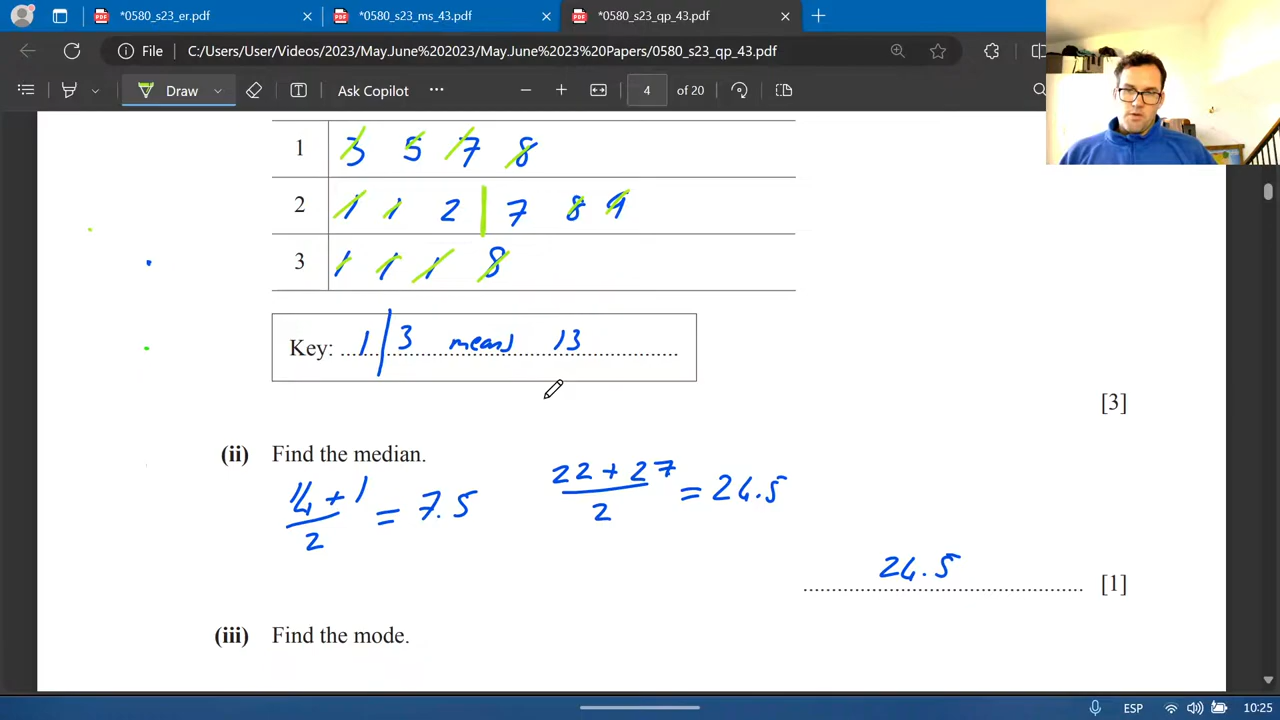 *0580_s23_er.pdf
*0580_s23_ms_43.pdf
*0580_s23_qp_43.pdf
File C:/Users/User/Videos/2023/May.June%202023/May.June%2023%20Papers/0580_s23_qp_43.pdf
Draw
Ask Copilot
4 of 20
1 3 5 7 8
2 1 1 2 7 8 9
3 1 1 1 8
Key: 1 | 3 means 13
[3]
(ii) Find the median.
14 + 1 / 2 = 7.5 22 + 27 / 2 = 24.5
24.5 [1]
(iii) Find the mode.
ESP 10:25